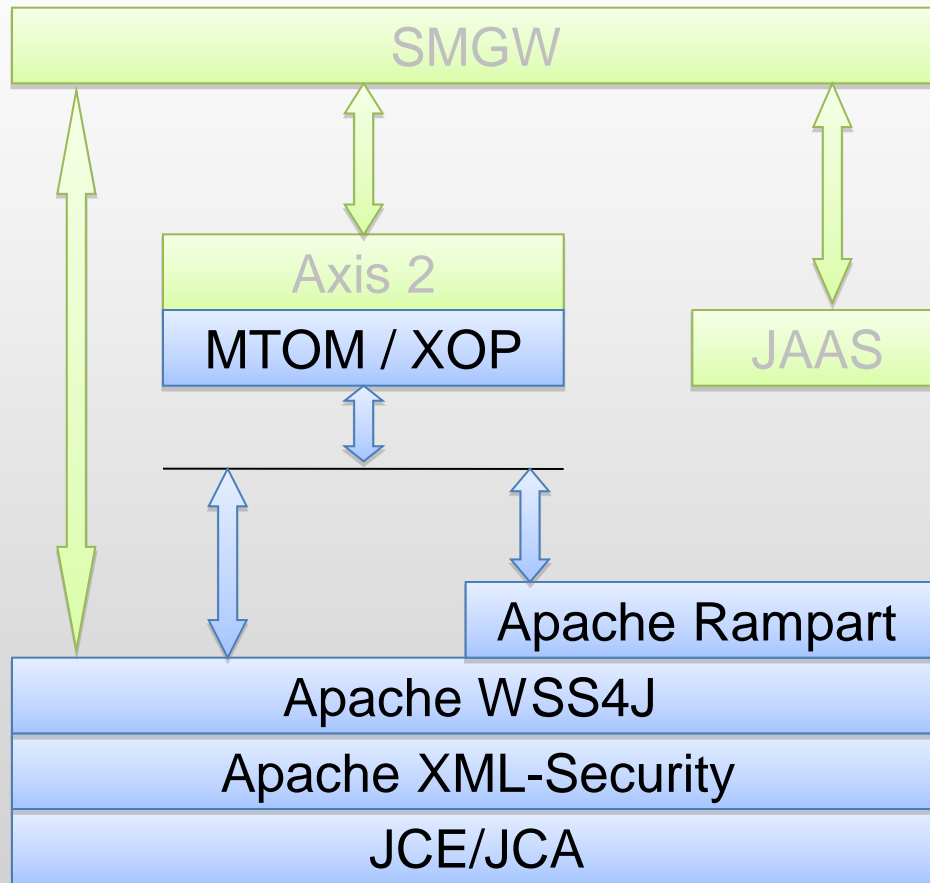 SMGW
Axis 2
MTOM / XOP
JAAS
Apache Rampart
Apache WSS4J
Apache XML-Security
JCE/JCA